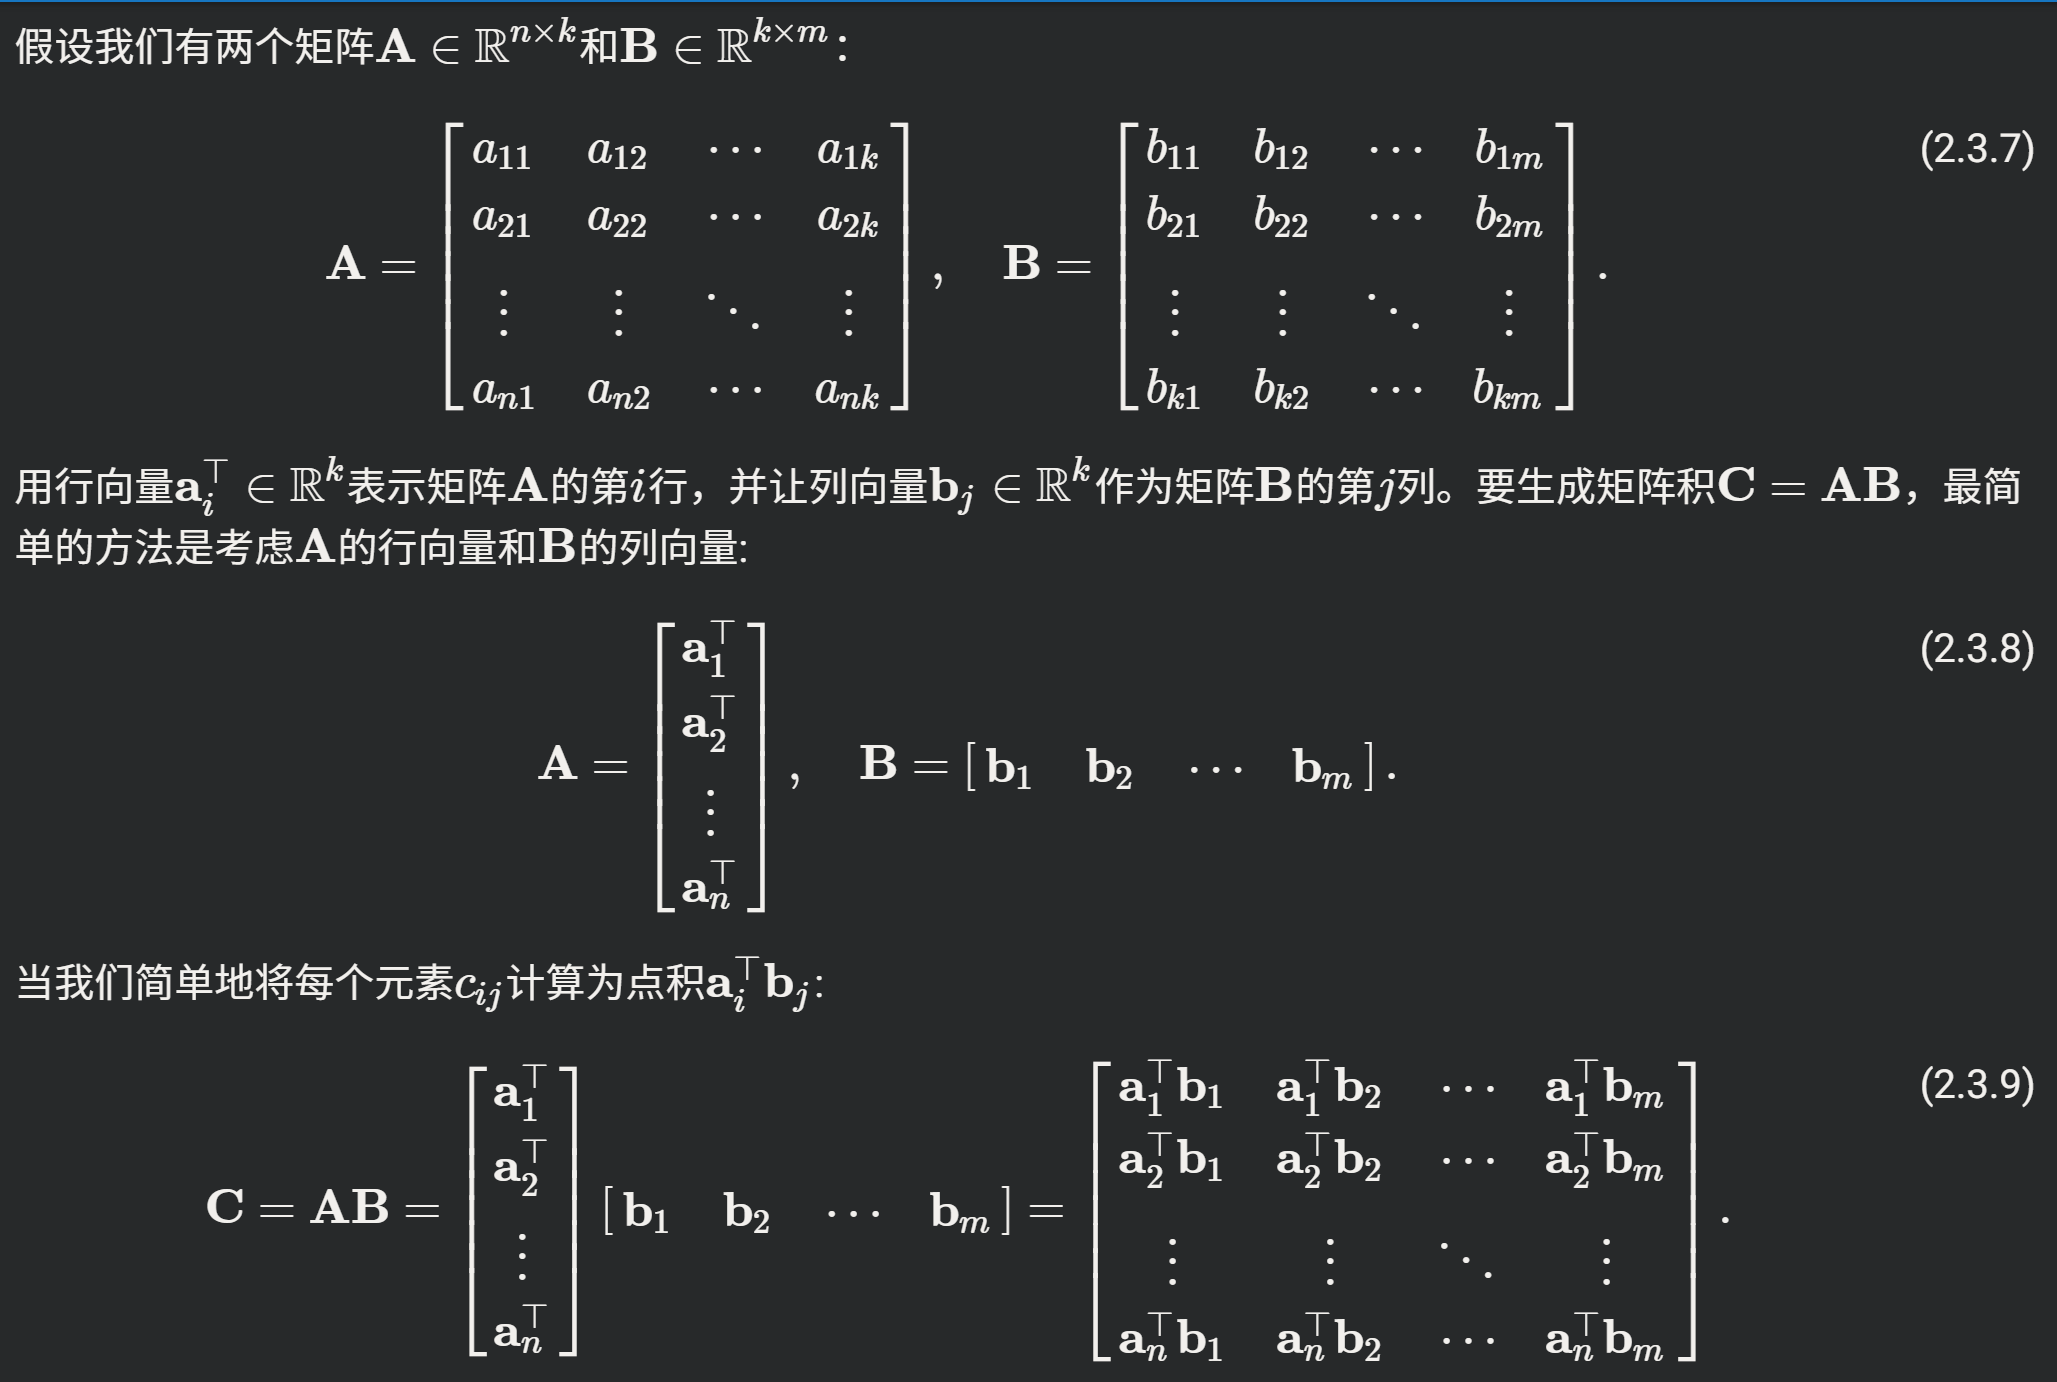 假设我们有两个矩阵$\mathbf{A} \in \mathbb{R}^{n \times k}$和$\mathbf{B} \in \mathbb{R}^{k \times m}$：
$$\mathbf{A}=\begin{bmatrix} a_{11} & a_{12} & \cdots & a_{1k} \\ a_{21} & a_{22} & \cdots & a_{2k} \\ \vdots & \vdots & \ddots & \vdots \\ a_{n1} & a_{n2} & \cdots & a_{nk} \end{bmatrix},\quad \mathbf{B}=\begin{bmatrix} b_{11} & b_{12} & \cdots & b_{1m} \\ b_{21} & b_{22} & \cdots & b_{2m} \\ \vdots & \vdots & \ddots & \vdots \\ b_{k1} & b_{k2} & \cdots & b_{km} \end{bmatrix}.$$ (2.3.7)
用行向量$\mathbf{a}^\top_i \in \mathbb{R}^k$表示矩阵$\mathbf{A}$的第$i$行，并让列向量$\mathbf{b}_j \in \mathbb{R}^k$作为矩阵$\mathbf{B}$的第$j$列。要生成矩阵积$\mathbf{C} = \mathbf{AB}$，最简
单的方法是考虑$\mathbf{A}$的行向量和$\mathbf{B}$的列向量:
$$\mathbf{A}=\begin{bmatrix} \mathbf{a}^\top_1 \\ \mathbf{a}^\top_2 \\ \vdots \\ \mathbf{a}^\top_n \end{bmatrix},\quad \mathbf{B}=[\mathbf{b}_1 \quad \mathbf{b}_2 \quad \cdots \quad \mathbf{b}_m].$$ (2.3.8)
当我们简单地将每个元素$c_{ij}$计算为点积$\mathbf{a}^\top_i \mathbf{b}_j$:
$$\mathbf{C} = \mathbf{AB} = \begin{bmatrix} \mathbf{a}^\top_1 \\ \mathbf{a}^\top_2 \\ \vdots \\ \mathbf{a}^\top_n \end{bmatrix} [\mathbf{b}_1 \quad \mathbf{b}_2 \quad \cdots \quad \mathbf{b}_m] = \begin{bmatrix} \mathbf{a}^\top_1 \mathbf{b}_1 & \mathbf{a}^\top_1 \mathbf{b}_2 & \cdots & \mathbf{a}^\top_1 \mathbf{b}_m \\ \mathbf{a}^\top_2 \mathbf{b}_1 & \mathbf{a}^\top_2 \mathbf{b}_2 & \cdots & \mathbf{a}^\top_2 \mathbf{b}_m \\ \vdots & \vdots & \ddots & \vdots \\ \mathbf{a}^\top_n \mathbf{b}_1 & \mathbf{a}^\top_n \mathbf{b}_2 & \cdots & \mathbf{a}^\top_n \mathbf{b}_m \end{bmatrix}.$$ (2.3.9)